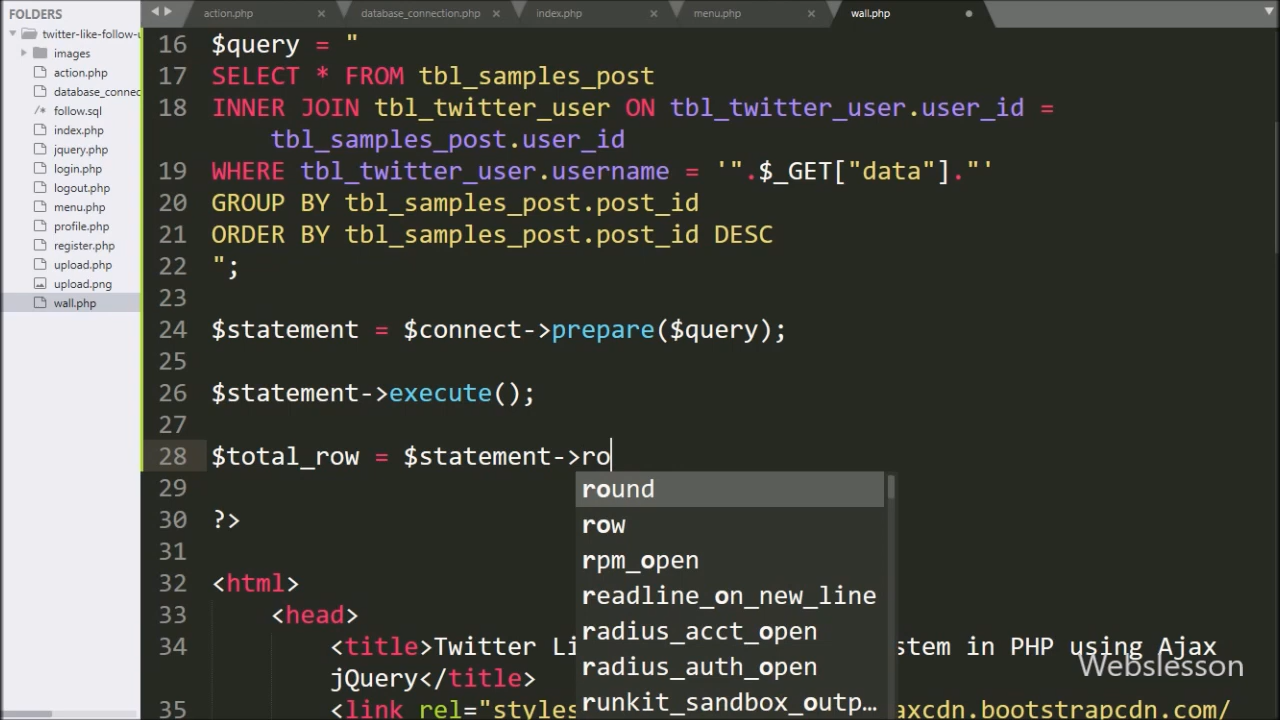 FOLDERS
twitter-like-follow-u
images
action.php
database_connec
follow.sql
index.php
jquery.php
login.php
logout.php
menu.php
profile.php
register.php
upload.php
upload.png
wall.php
action.php × database_connection.php × index.php × menu.php × wall.php
16 $query = "
17 SELECT * FROM tbl_samples_post
18 INNER JOIN tbl_twitter_user ON tbl_twitter_user.user_id =
tbl_samples_post.user_id
19 WHERE tbl_twitter_user.username = '".$_GET["data"]."'
20 GROUP BY tbl_samples_post.post_id
21 ORDER BY tbl_samples_post.post_id DESC
22 ";
23
24 $statement = $connect->prepare($query);
25
26 $statement->execute();
27
28 $total_row = $statement->ro
29
30 ?>
31
32 <html>
33 <head>
34 <title>Twitter Li stem in PHP using Ajax
jQuery</title>
35 <link rel="styles axcdn.bootstrapcdn.com/
round
row
rpm_open
readline_on_new_line
radius_acct_open
radius_auth_open
runkit_sandbox_outp…
Webslesson